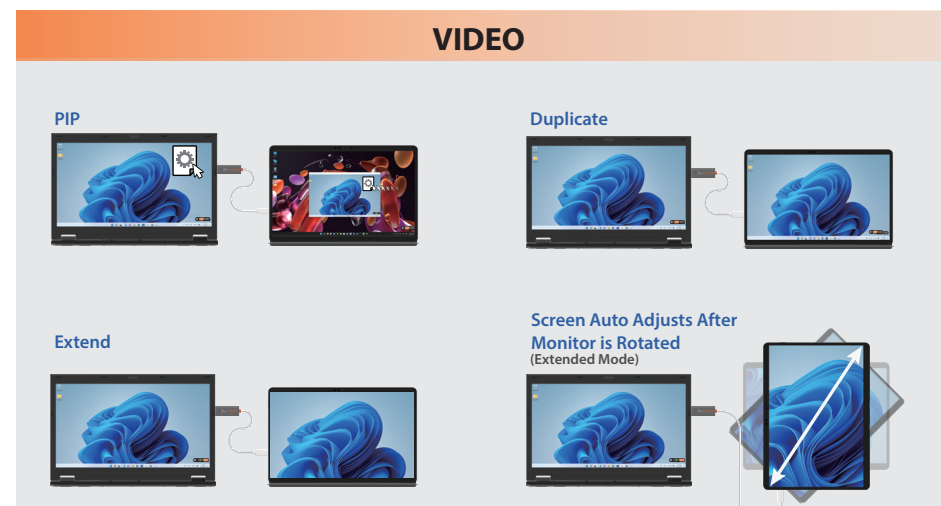 VIDEO
PIP
Duplicate
Extend
Screen Auto Adjusts After
Monitor is Rotated
(Extended Mode)